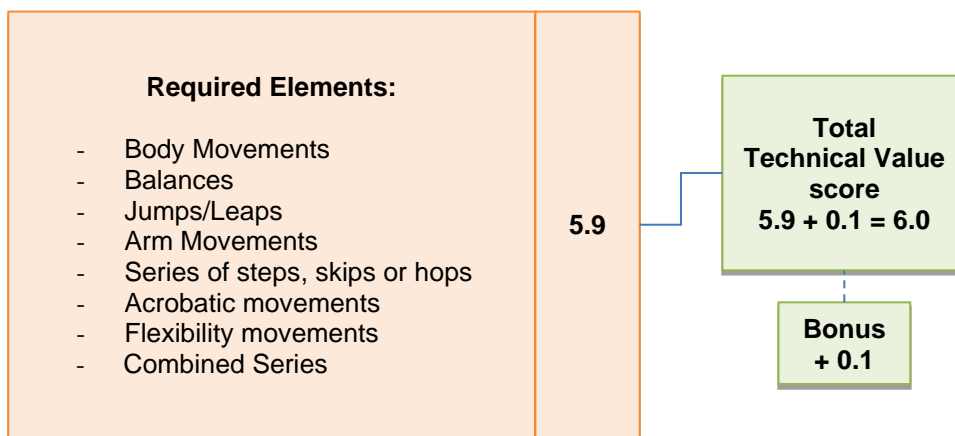 Required Elements:
- Body Movements
- Balances
- Jumps/Leaps
- Arm Movements
- Series of steps, skips or hops
- Acrobatic movements
- Flexibility movements
- Combined Series
5.9
Total
Technical Value
score
5.9 + 0.1 = 6.0
Bonus
+ 0.1